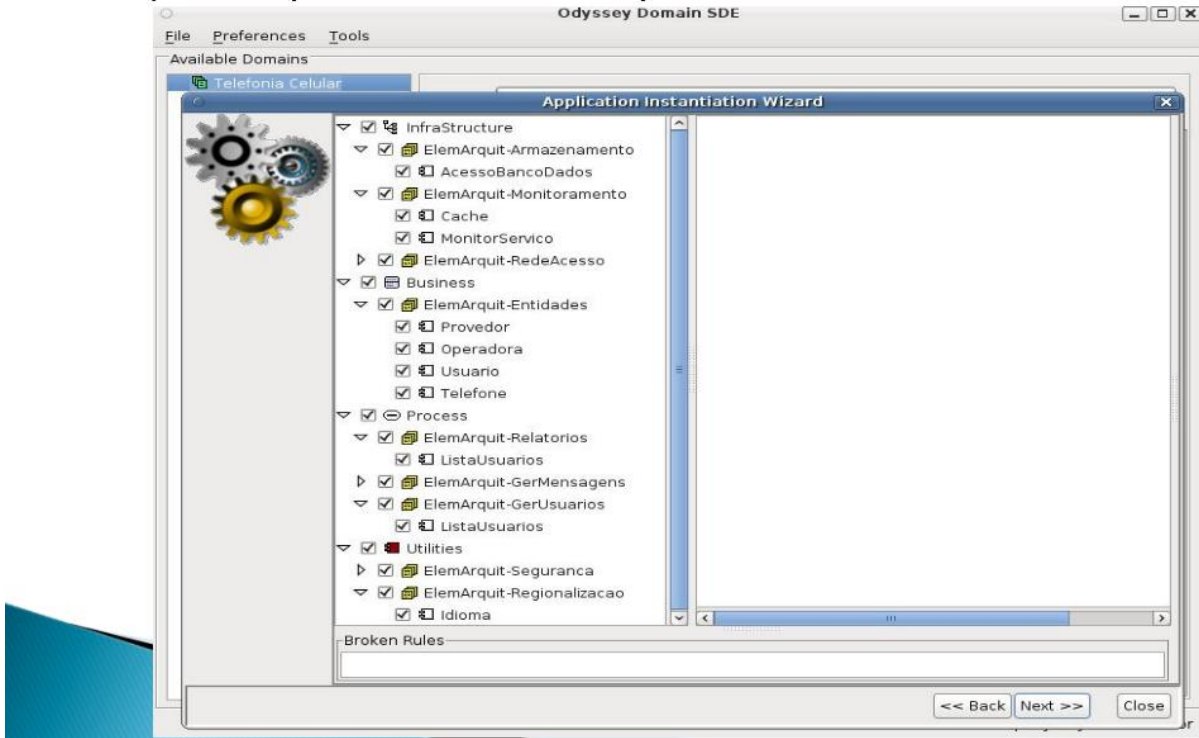 Odyssey Domain SDE
File Preferences Tools
Available Domains
Telefonia Celular
Application Instantiation Wizard
InfraStructure
ElemArquit-Armazenamento
AcessoBancoDados
ElemArquit-Monitoramento
Cache
MonitorServico
ElemArquit-RedeAcesso
Business
ElemArquit-Entidades
Provedor
Operadora
Usuario
Telefone
Process
ElemArquit-Relatorios
ListaUsuarios
ElemArquit-GerMensagens
ElemArquit-GerUsuarios
ListaUsuarios
Utilities
ElemArquit-Seguranca
ElemArquit-Regionalizacao
Idioma
Broken Rules
<< Back Next >> Close